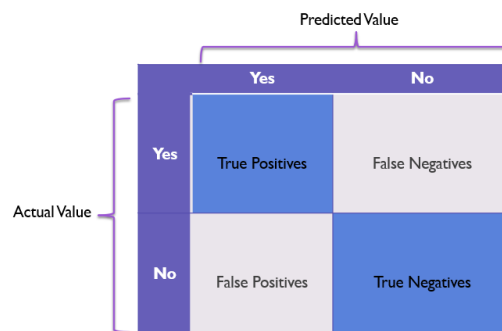 Predicted Value
Yes No
Yes True Positives False Negatives
Actual Value
No False Positives True Negatives